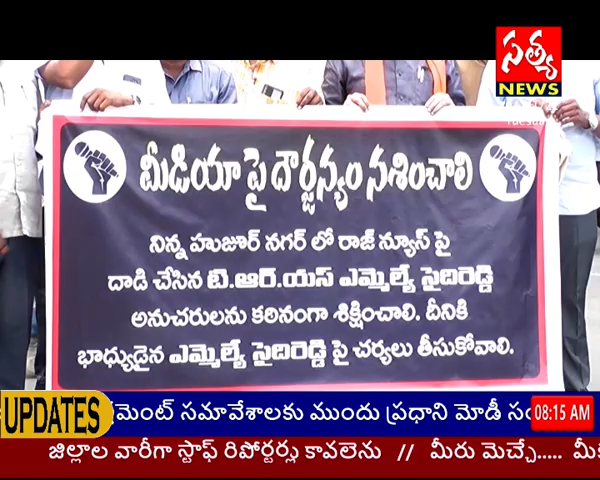 సత్య
NEWS
మీడియా పై దౌర్జన్యం నశించాలి
నిన్న హుజూర్ నగర్ లో రాజ్ న్యూస్ పై
దాడి చేసిన టి.ఆర్.యస్ ఎమ్మెల్యే సైదిరెడ్డి
అనుచరులను కఠినంగా శిక్షించాలి. దీనికి
భాధ్యుడైన ఎమ్మెల్యే సైదిరెడ్డి పై చర్యలు తీసుకోవాలి.
UPDATES
మెంట్ సమావేశాలకు ముందు ప్రధాని మోడీ సం
08:15 AM
జిల్లాల వారీగా స్టాఫ్ రిపోర్టర్లు కావలెను // మీరు మెచ్చే..... మీ